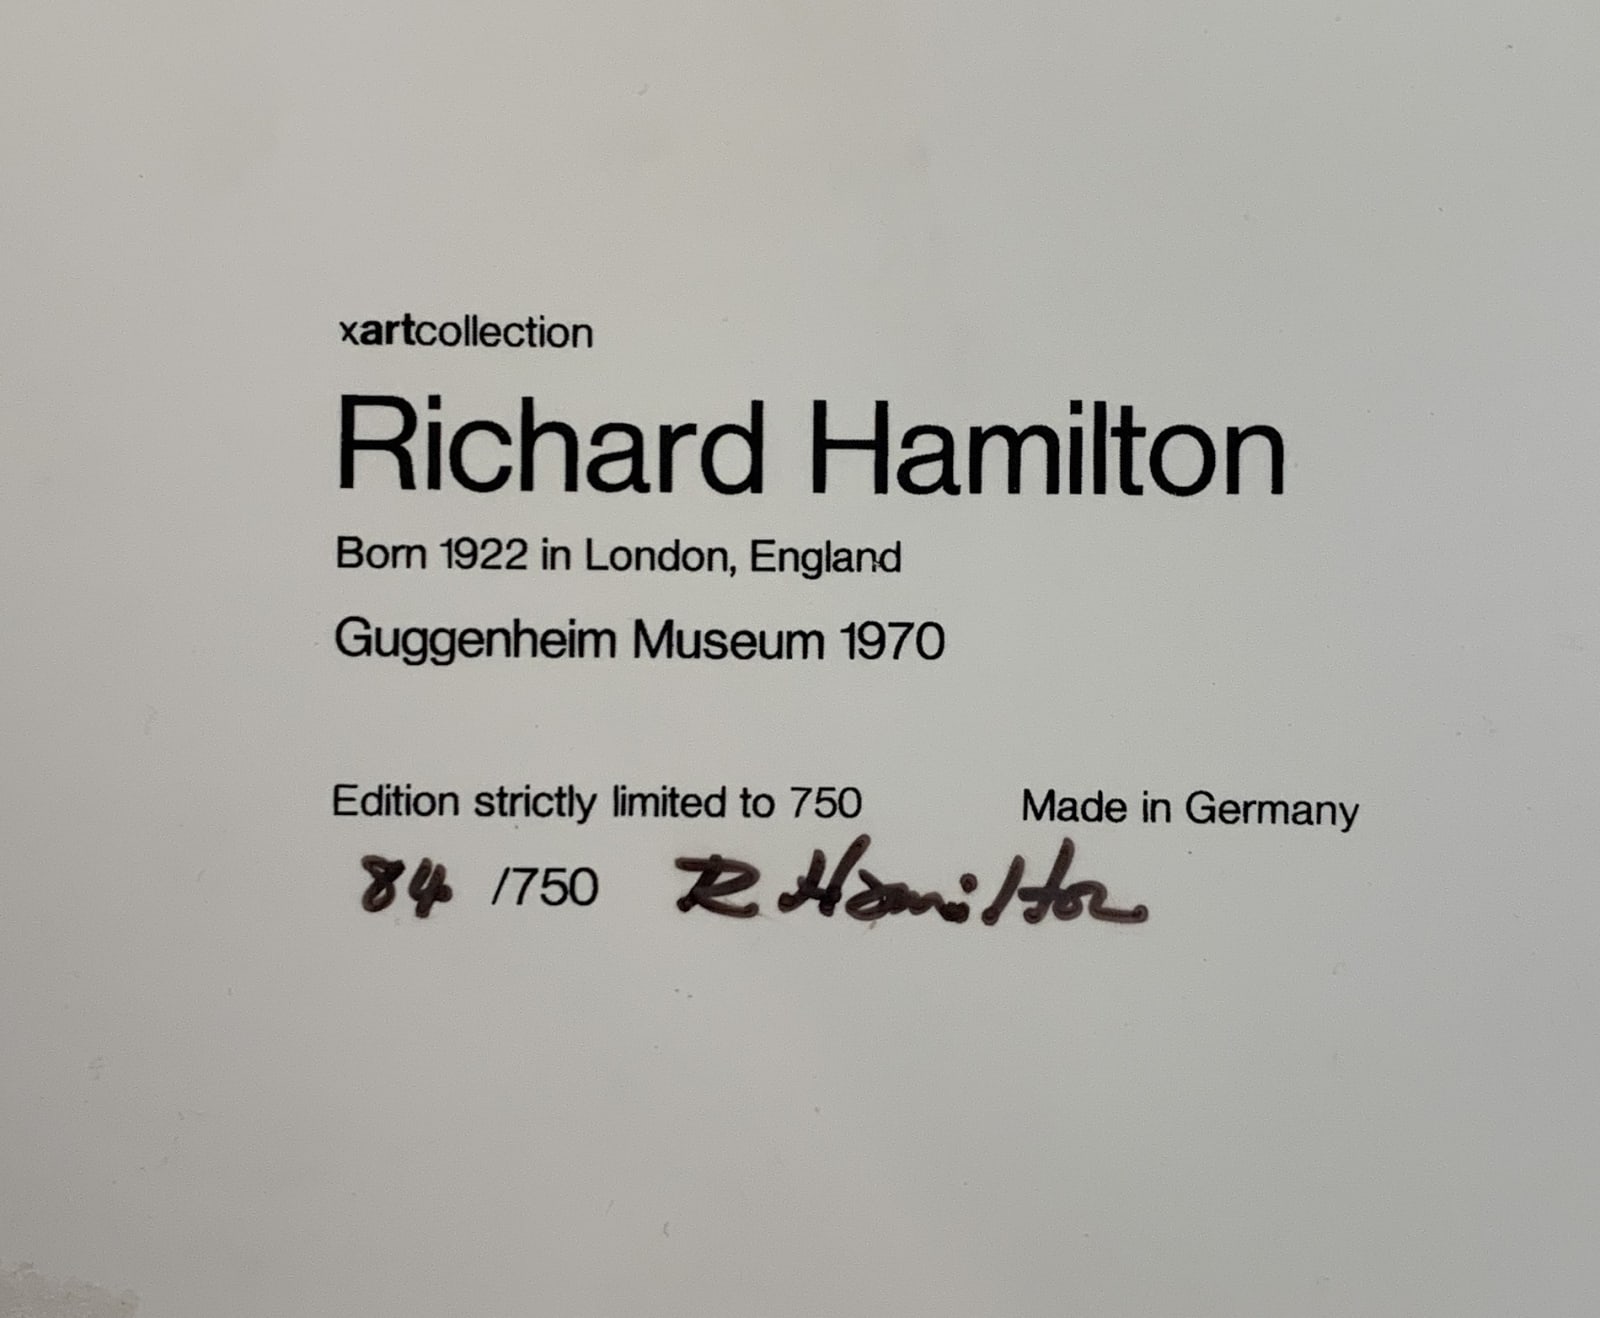 xartcollection
Richard Hamilton
Born 1922 in London, England
Guggenheim Museum 1970
Edition strictly limited to 750 Made in Germany
84 /750 R Hamilton